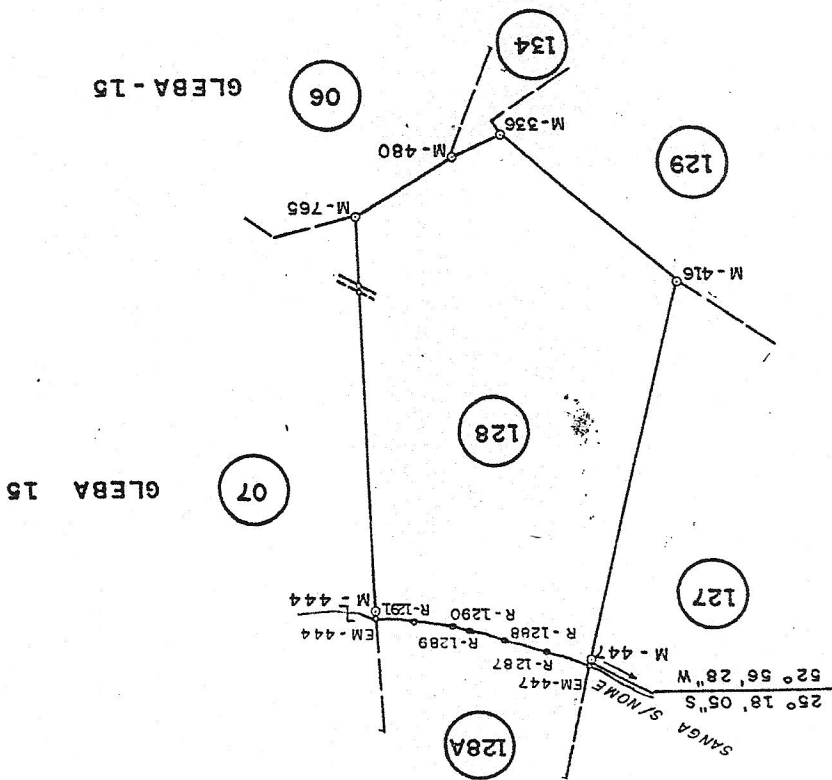 SANGA S/NOME
128A
25° 18' 05"S
52° 56' 28" W
EM-447
M-447
R-1287
R-1288
R-1289
R-1290
R-1291
EM-444
M-444
127
07 GLEBA 15
128
M-416
M-765
129
M-480
M-336
06 GLEBA-15
134